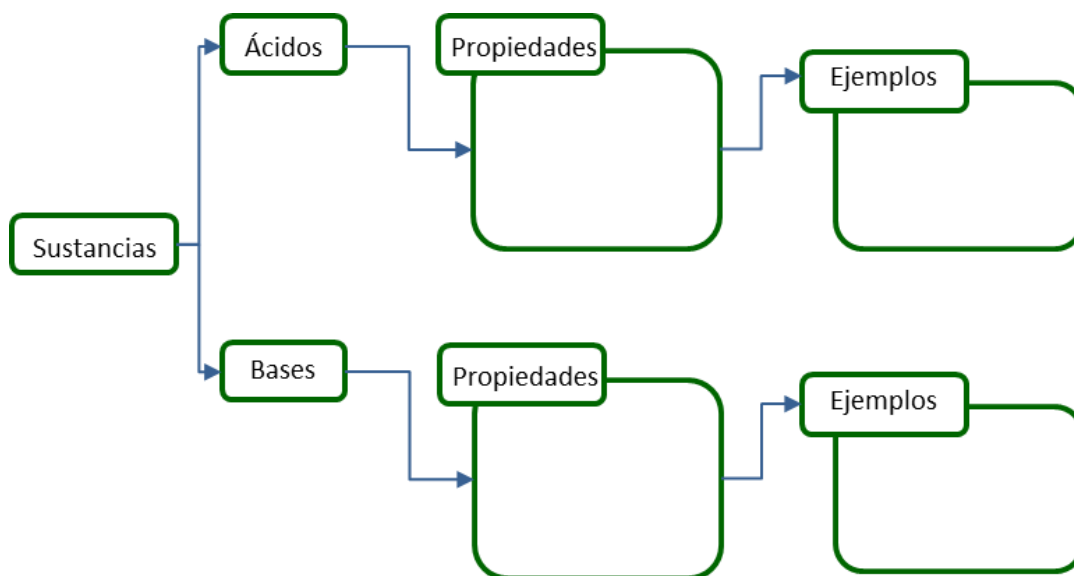 Sustancias
Ácidos
Propiedades
Ejemplos
Bases
Propiedades
Ejemplos